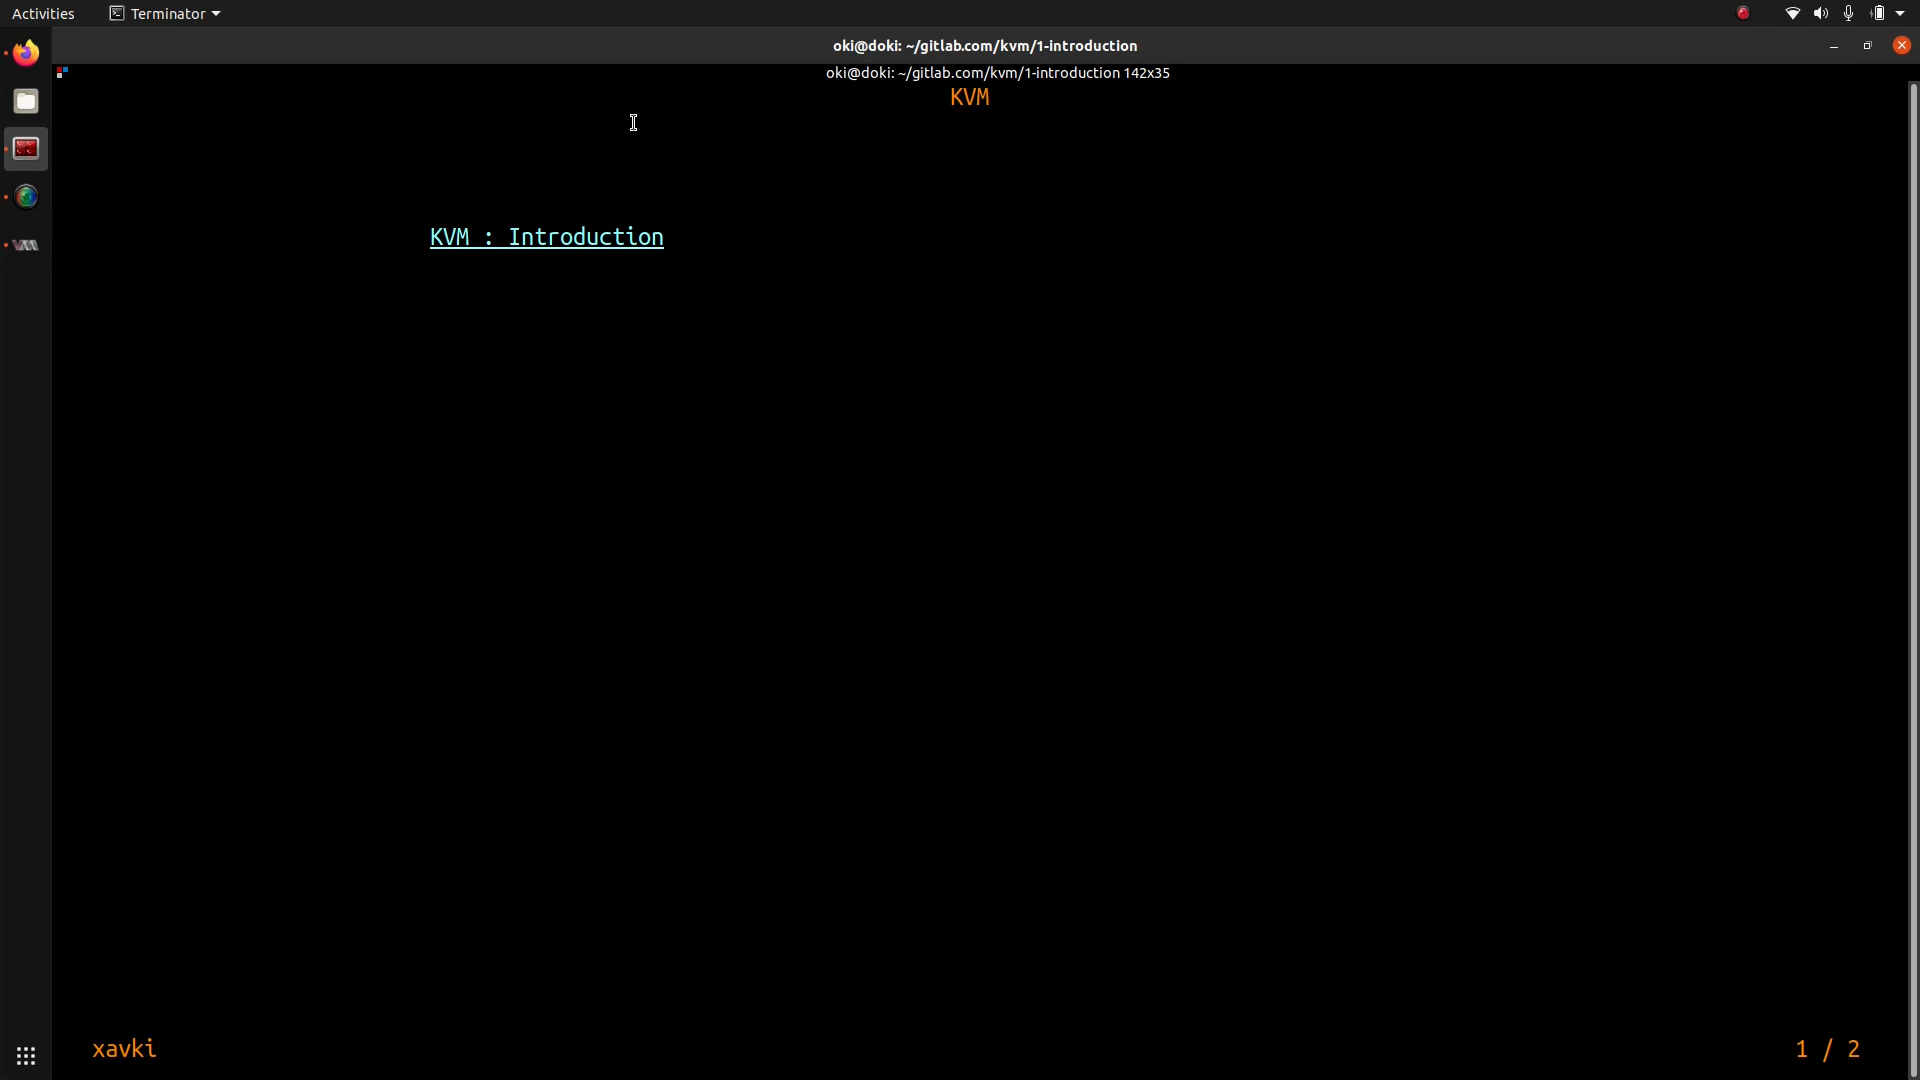 Activities Terminator
oki@doki: ~/gitlab.com/kvm/1-introduction
oki@doki: ~/gitlab.com/kvm/1-introduction 142x35
KVM
KVM : Introduction
xavki 1 / 2